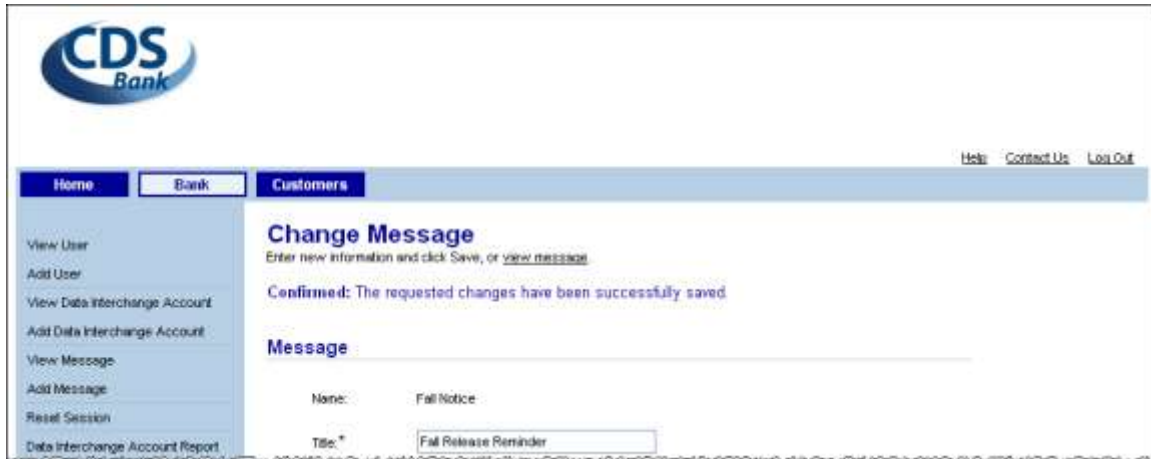 CDS
Bank
Help Contact Us Log Out
Home Bank Customers
View User
Add User
View Data Interchange Account
Add Data Interchange Account
View Message
Add Message
Reset Session
Data Interchange Account Report
Change Message
Enter new information and click Save, or view message.
Confirmed: The requested changes have been successfully saved.
Message
Name: Fall Notice
Title:* Fall Release Reminder